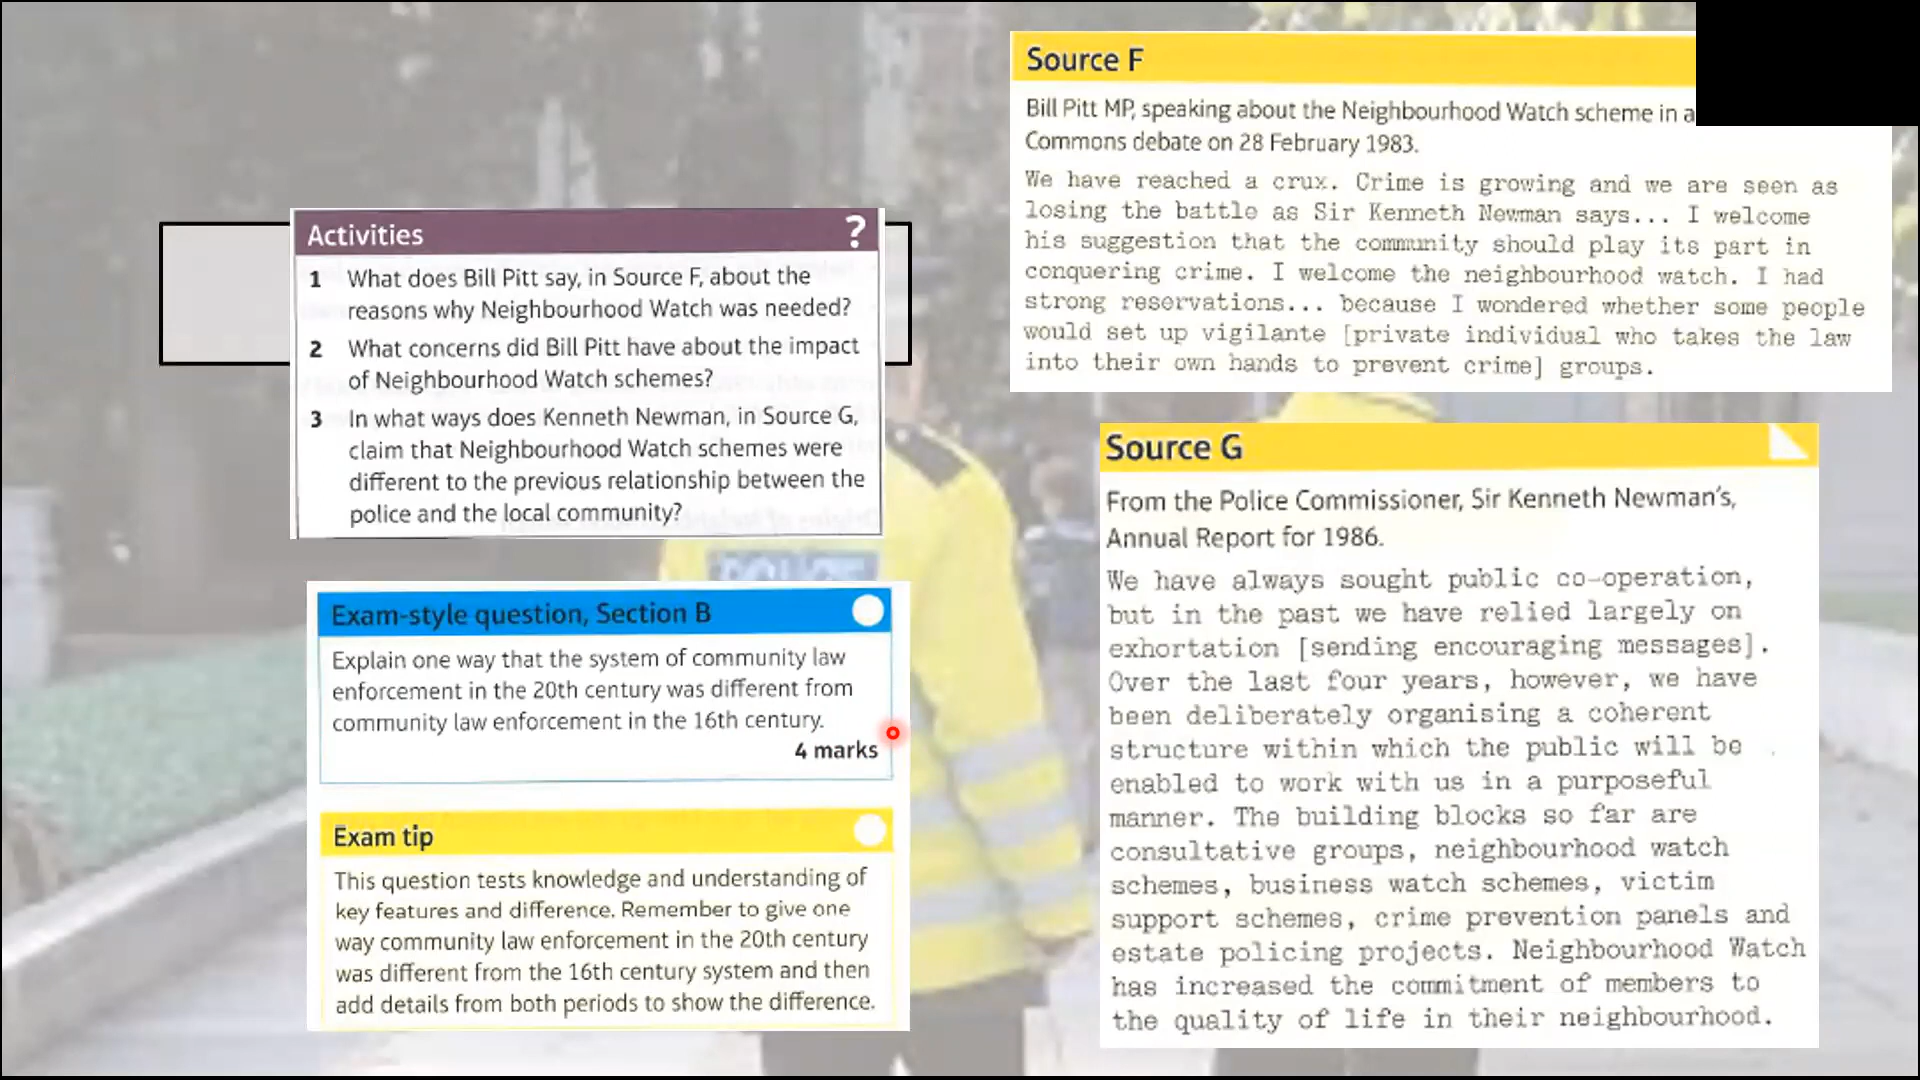 Activities ?
1 What does Bill Pitt say, in Source F, about the
reasons why Neighbourhood Watch was needed?
2 What concerns did Bill Pitt have about the impact
of Neighbourhood Watch schemes?
3 In what ways does Kenneth Newman, in Source G,
claim that Neighbourhood Watch schemes were
different to the previous relationship between the
police and the local community?
Exam-style question, Section B
Explain one way that the system of community law
enforcement in the 20th century was different from
community law enforcement in the 16th century.
4 marks
Exam tip
This question tests knowledge and understanding of
key features and difference. Remember to give one
way community law enforcement in the 20th century
was different from the 16th century system and then
add details from both periods to show the difference.
Source F
Bill Pitt MP, speaking about the Neighbourhood Watch scheme in a
Commons debate on 28 February 1983.
We have reached a crux. Crime is growing and we are seen as
losing the battle as Sir Kenneth Newman says... I welcome
his suggestion that the community should play its part in
conquering crime. I welcome the neighbourhood watch. I had
strong reservations... because I wondered whether some people
would set up vigilante [private individual who takes the law
into their own hands to prevent crime] groups.
Source G
From the Police Commissioner, Sir Kenneth Newman's,
Annual Report for 1986.
We have always sought public co-operation,
but in the past we have relied largely on
exhortation [sending encouraging messages].
Over the last four years, however, we have
been deliberately organising a coherent
structure within which the public will be
enabled to work with us in a purposeful
manner. The building blocks so far are
consultative groups, neighbourhood watch
schemes, business watch schemes, victim
support schemes, crime prevention panels and
estate policing projects. Neighbourhood Watch
has increased the commitment of members to
the quality of life in their neighbourhood.
POLICE